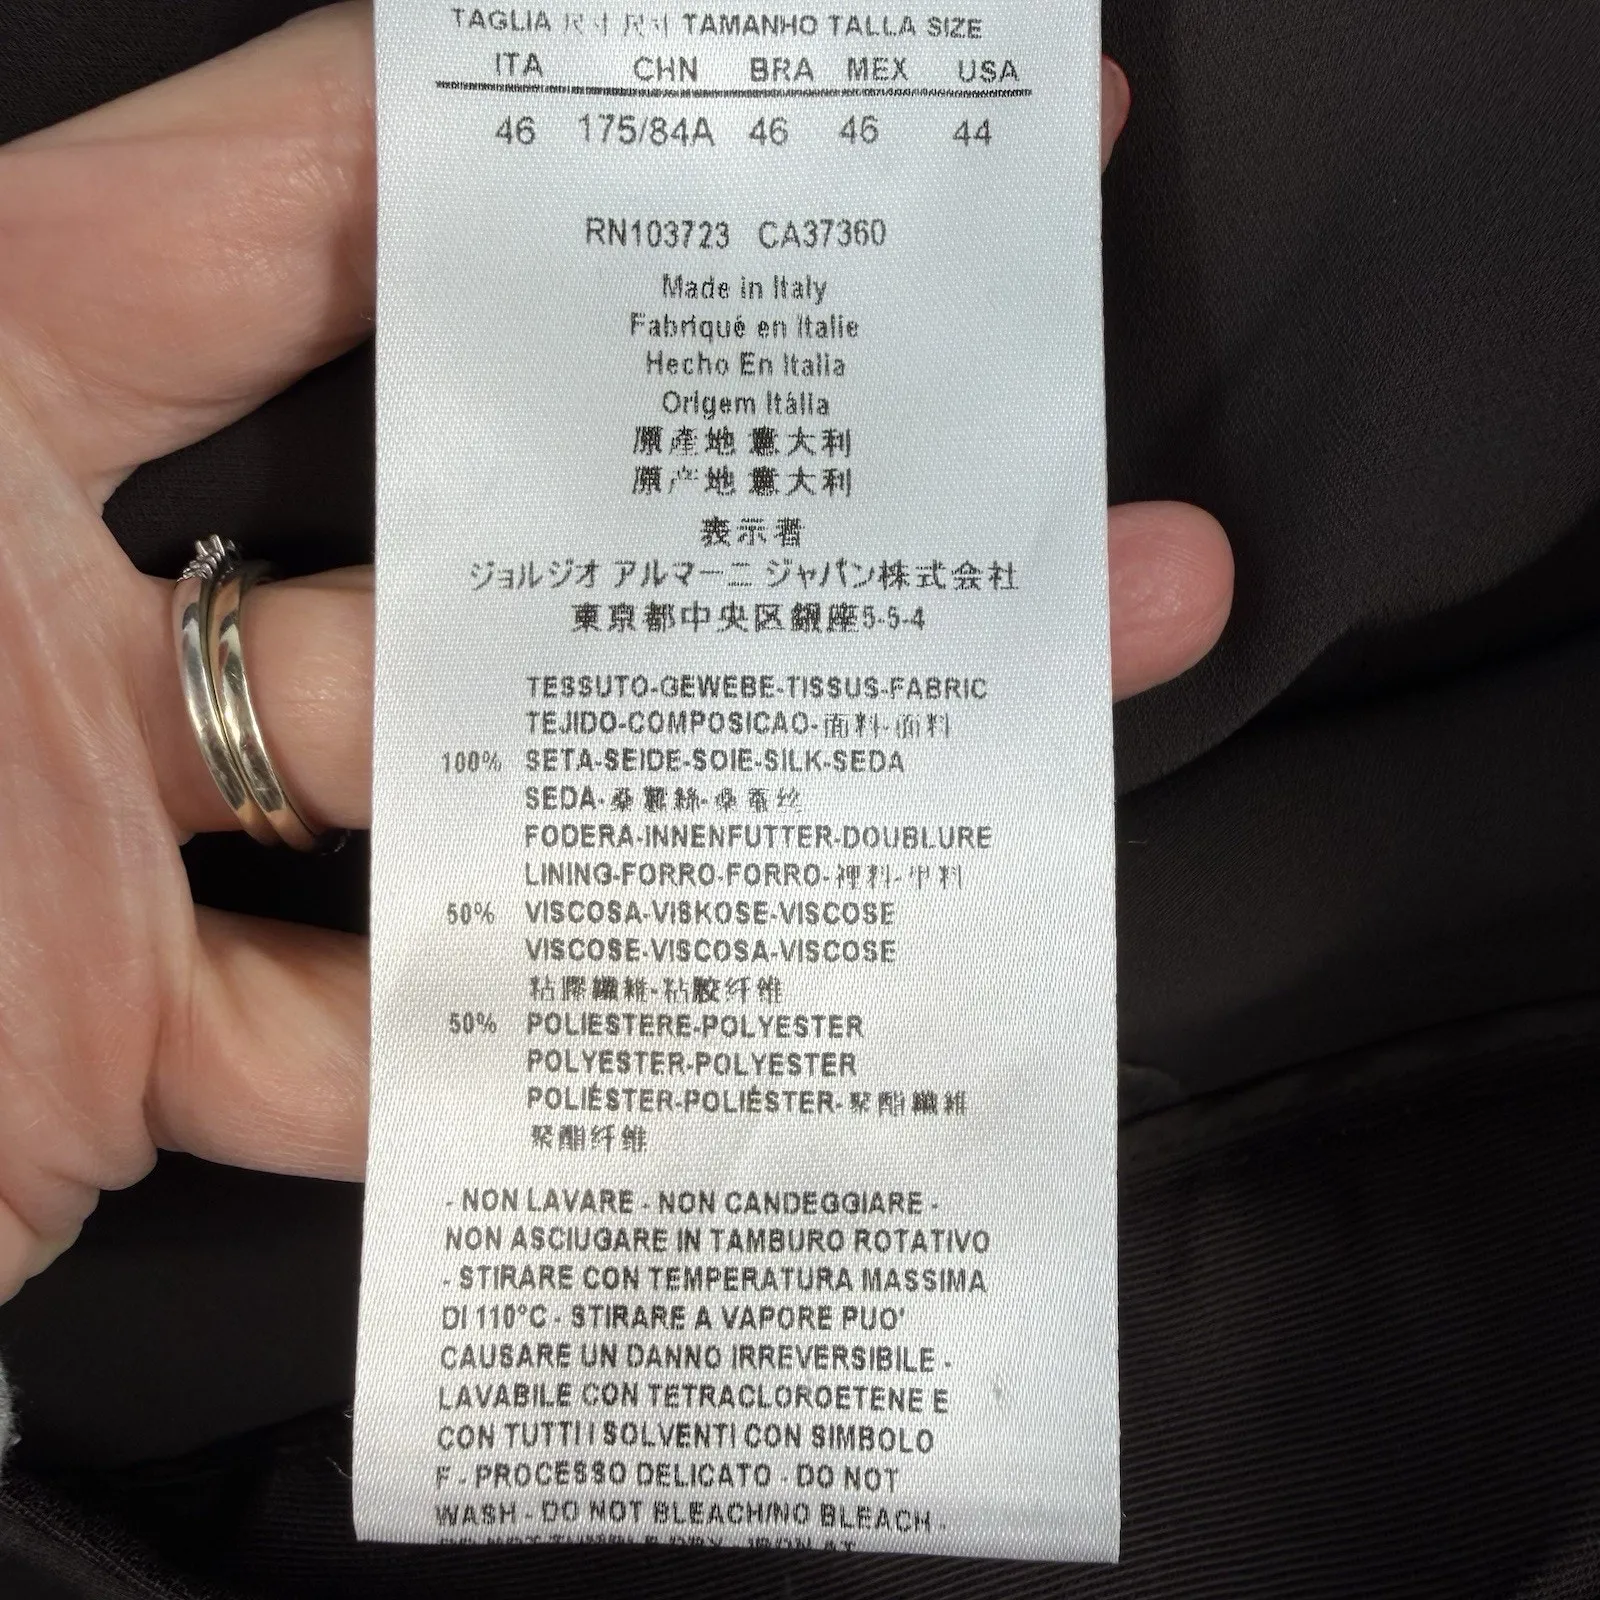 TAGLIA 尺寸 尺寸 TAMANHO TALLA SIZE
ITA CHN BRA MEX USA
46 175/84A 46 46 44
RN103723 CA37360
Made in Italy
Fabriqué en Italie
Hecho En Italia
Origem Itália
原產地 意大利
原产地 意大利
表示者
ジョルジオ アルマーニ ジャパン株式会社
東京都中央区銀座5-5-4
TESSUTO-GEWEBE-TISSUS-FABRIC
TEJIDO-COMPOSICAO-面料-面料
100% SETA-SEIDE-SOIE-SILK-SEDA
SEDA-桑蠶絲-桑蚕丝
FODERA-INNENFUTTER-DOUBLURE
LINING-FORRO-FORRO-裡料-里料
50% VISCOSA-VISKOSE-VISCOSE
VISCOSE-VISCOSA-VISCOSE
粘膠纖維-粘胶纤维
50% POLIESTERE-POLYESTER
POLYESTER-POLYESTER
POLIÉSTER-POLIÉSTER-聚酯纖維
聚酯纤维
- NON LAVARE - NON CANDEGGIARE -
NON ASCIUGARE IN TAMBURO ROTATIVO
- STIRARE CON TEMPERATURA MASSIMA
DI 110°C - STIRARE A VAPORE PUO'
CAUSARE UN DANNO IRREVERSIBILE -
LAVABILE CON TETRACLOROETENE E
CON TUTTI I SOLVENTI CON SIMBOLO
F - PROCESSO DELICATO - DO NOT
WASH - DO NOT BLEACH/NO BLEACH -